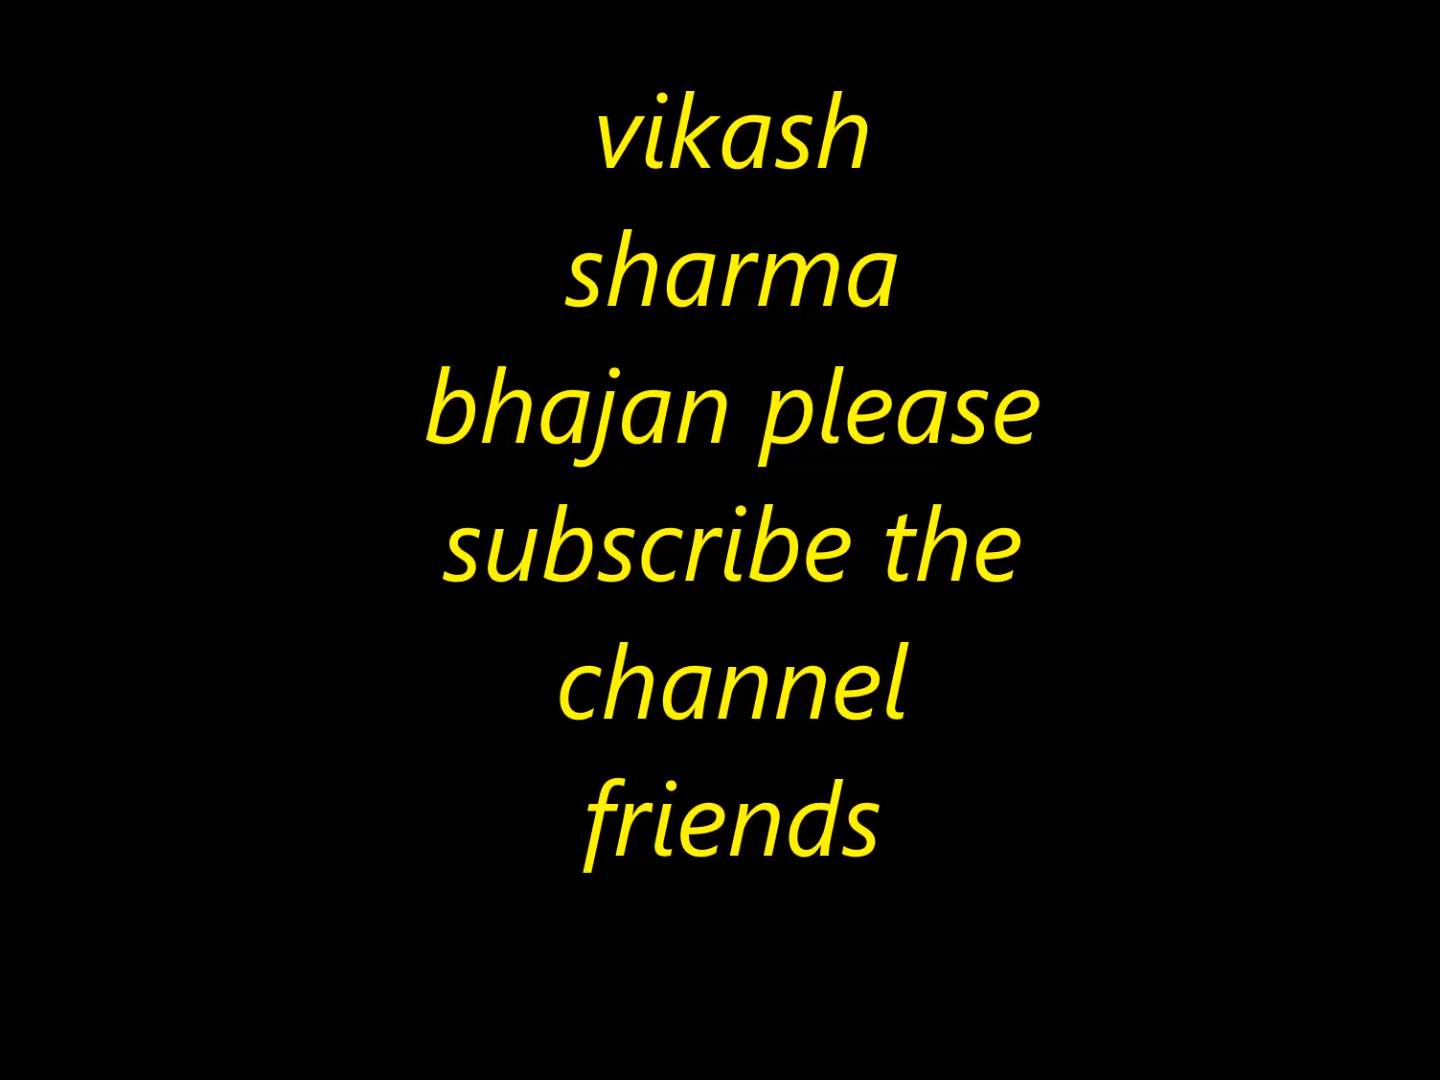 vikash
sharma
bhajan please
subscribe the
channel
friends